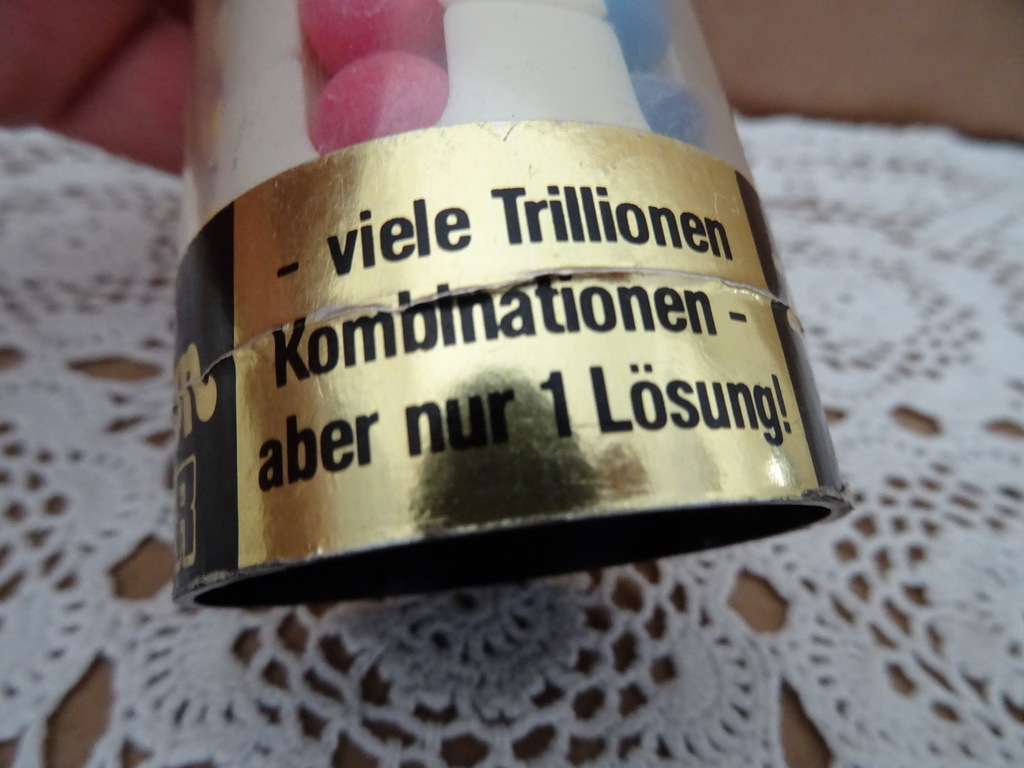 - viele Trillionen
Kombinationen -
aber nur 1 Lösung!